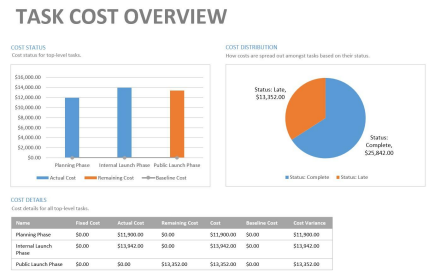 TASK COST OVERVIEW
COST STATUS
Cost status for top-level tasks.
COST DISTRIBUTION
How costs are spread out amongst tasks based on their status.
$16,000.00
$14,000.00
$12,000.00
$10,000.00
$8,000.00
$6,000.00
$4,000.00
$2,000.00
$0.00
Planning Phase Internal Launch Phase Public Launch Phase
Actual Cost Remaining Cost Baseline Cost
Status: Late,
$13,352.00
Status:
Complete,
$25,842.00
Status: Complete Status: Late
COST DETAILS
Cost details for all top-level tasks.
Name Fixed Cost Actual Cost Remaining Cost Cost Baseline Cost Cost Variance
Planning Phase $0.00 $11,900.00 $0.00 $11,900.00 $0.00 $11,900.00
Internal Launch $0.00 $13,942.00 $0.00 $13,942.00 $0.00 $13,942.00
Phase
Public Launch Phase $0.00 $0.00 $13,352.00 $13,352.00 $0.00 $13,352.00